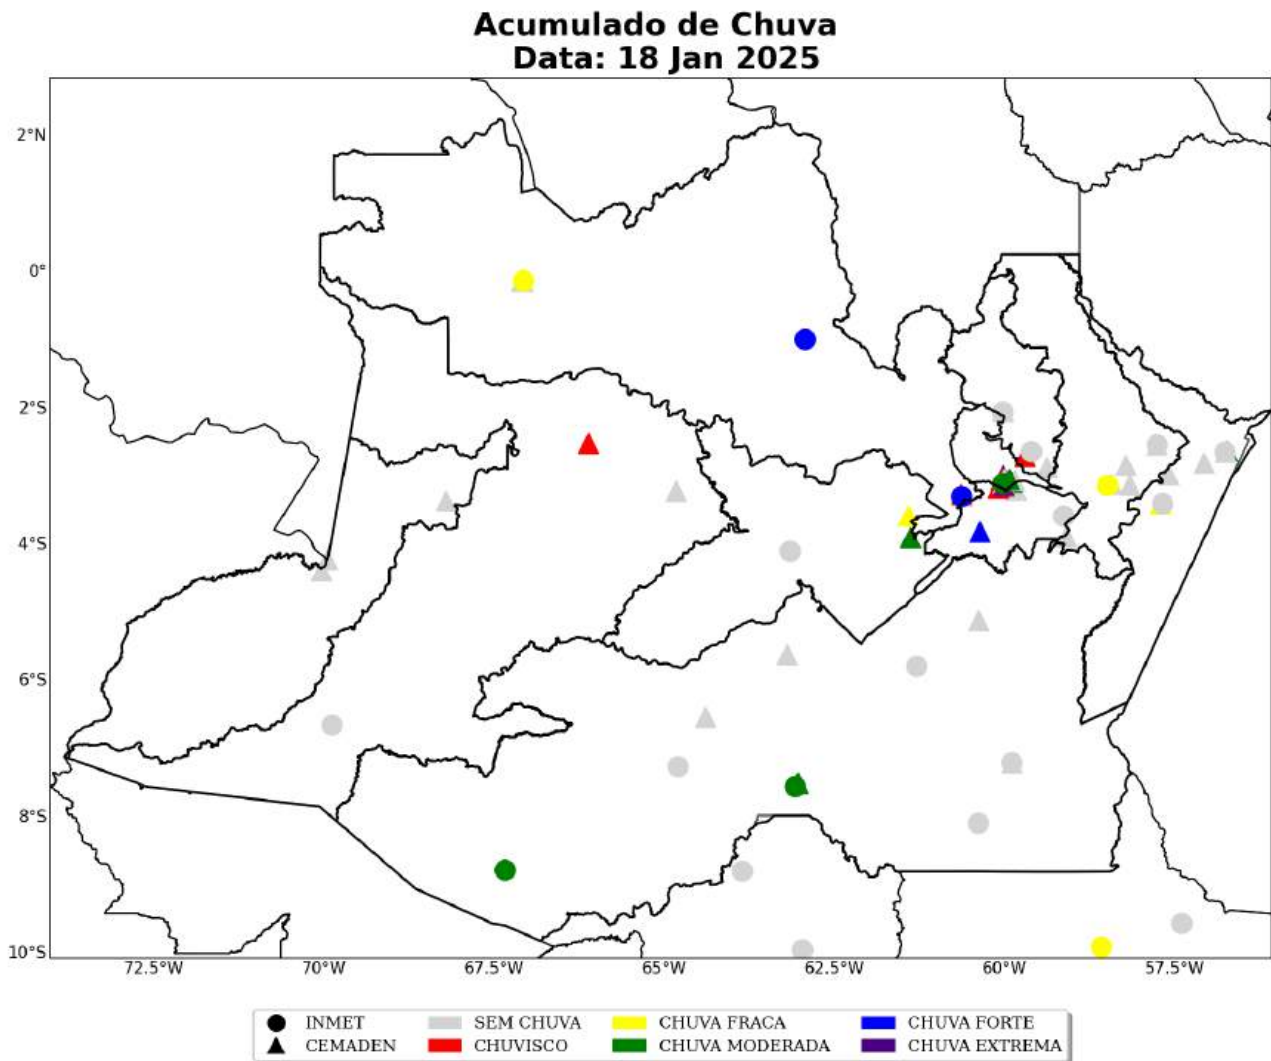 Acumulado de Chuva
Data: 18 Jan 2025
2°N
0°
2°S
4°S
6°S
8°S
10°S
72.5°W 70°W 67.5°W 65°W 62.5°W 60°W 57.5°W
INMET SEM CHUVA CHUVA FRACA CHUVA FORTE
CEMADEN CHUVISCO CHUVA MODERADA CHUVA EXTREMA